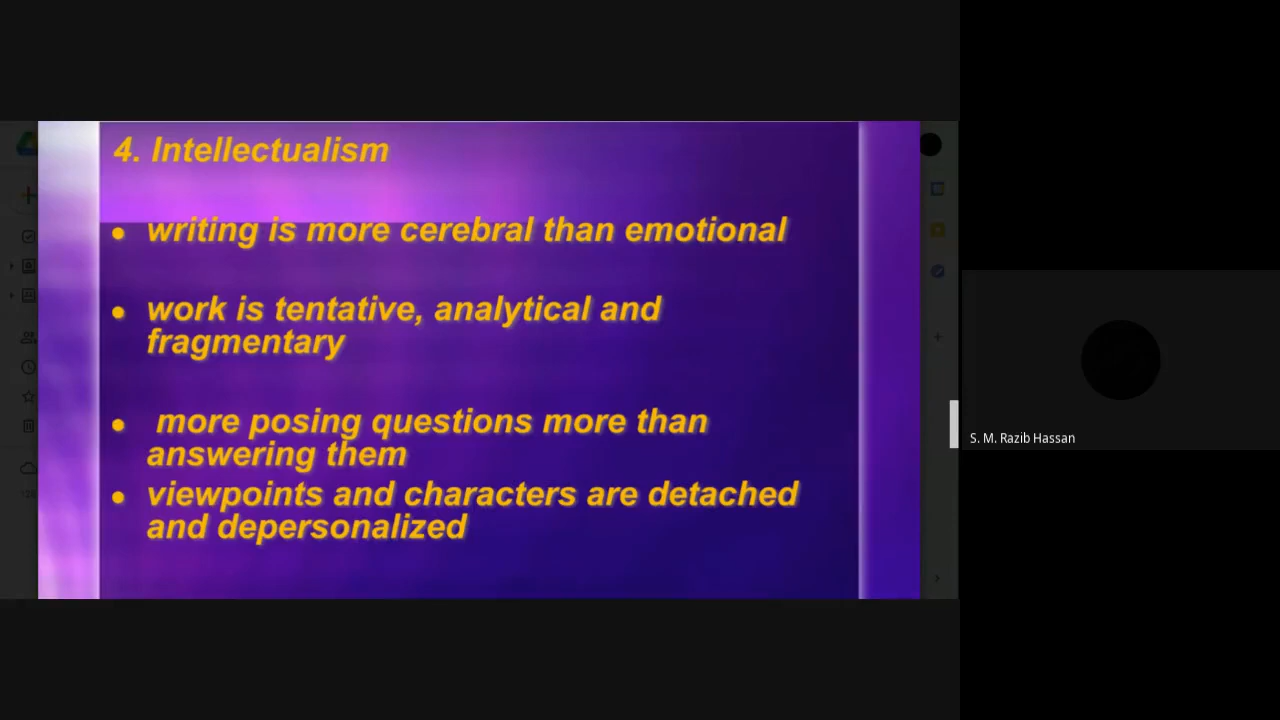 4. Intellectualism
• writing is more cerebral than emotional
• work is tentative, analytical and
fragmentary
• more posing questions more than
answering them
• viewpoints and characters are detached
and depersonalized
S. M. Razib Hassan